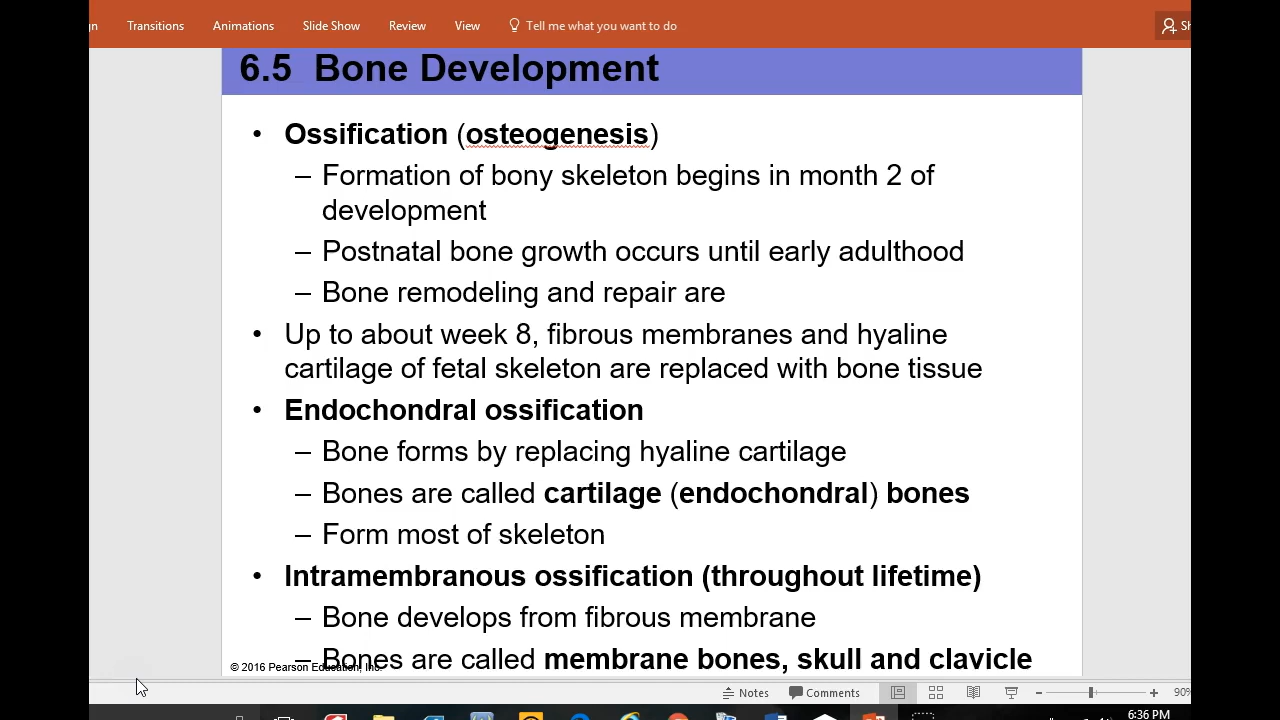 Transitions Animations Slide Show Review View Tell me what you want to do
6.5 Bone Development
• Ossification (osteogenesis)
– Formation of bony skeleton begins in month 2 of
development
– Postnatal bone growth occurs until early adulthood
– Bone remodeling and repair are
• Up to about week 8, fibrous membranes and hyaline
cartilage of fetal skeleton are replaced with bone tissue
• Endochondral ossification
– Bone forms by replacing hyaline cartilage
– Bones are called cartilage (endochondral) bones
– Form most of skeleton
• Intramembranous ossification (throughout lifetime)
– Bone develops from fibrous membrane
– Bones are called membrane bones, skull and clavicle
© 2016 Pearson Education, Inc.
Notes Comments 90%
6:36 PM